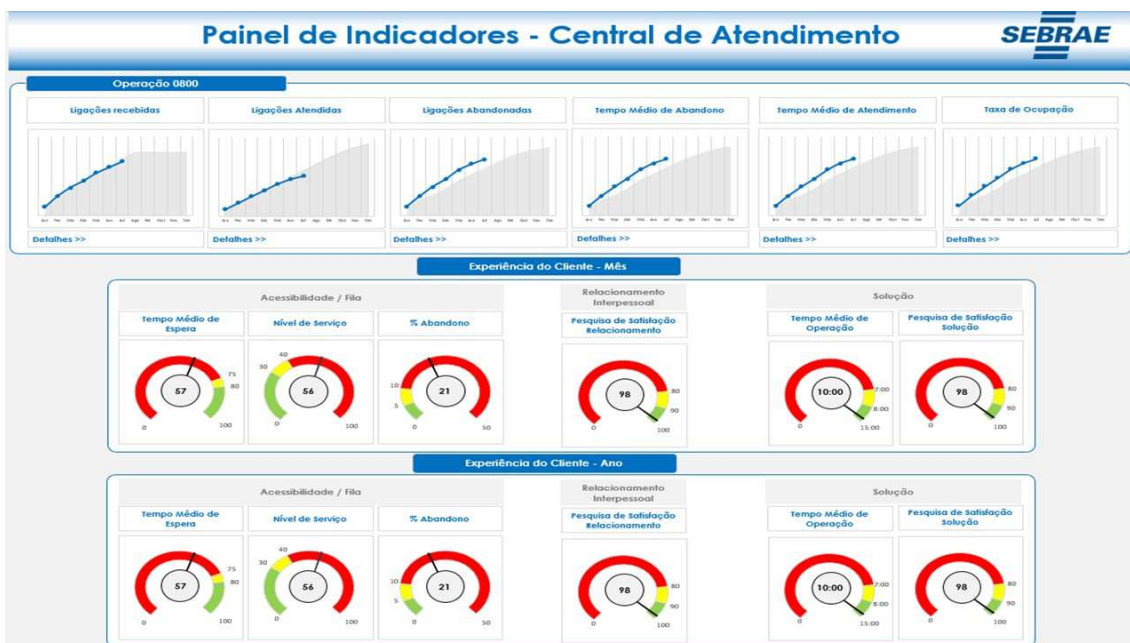 Painel de Indicadores - Central de Atendimento
SEBRAE
Operação 0800
Ligações recebidas
Ligações Atendidas
Ligações Abandonadas
Tempo Médio de Abandono
Tempo Médio de Atendimento
Taxa de Ocupação
Detalhes >>
Detalhes >>
Detalhes >>
Detalhes >>
Detalhes >>
Detalhes >>
Experiência do Cliente - Mês
Acessibilidade / Fila
Relacionamento
Interpessoal
Solução
Tempo Médio de
Espera
Nível de Serviço
% Abandono
Pesquisa de Satisfação
Relacionamento
Tempo Médio de
Operação
Pesquisa de Satisfação
Solução
57
0
75
80
100
56
0
30
40
100
21
0
5
10
50
98
0
80
90
100
10:00
0
7:00
8:00
15:00
98
0
80
90
100
Experiência do Cliente - Ano
Acessibilidade / Fila
Relacionamento
Interpessoal
Solução
Tempo Médio de
Espera
Nível de Serviço
% Abandono
Pesquisa de Satisfação
Relacionamento
Tempo Médio de
Operação
Pesquisa de Satisfação
Solução
57
0
75
80
100
56
0
30
40
100
21
0
5
10
50
98
0
80
90
100
10:00
0
7:00
8:00
15:00
98
0
80
90
100